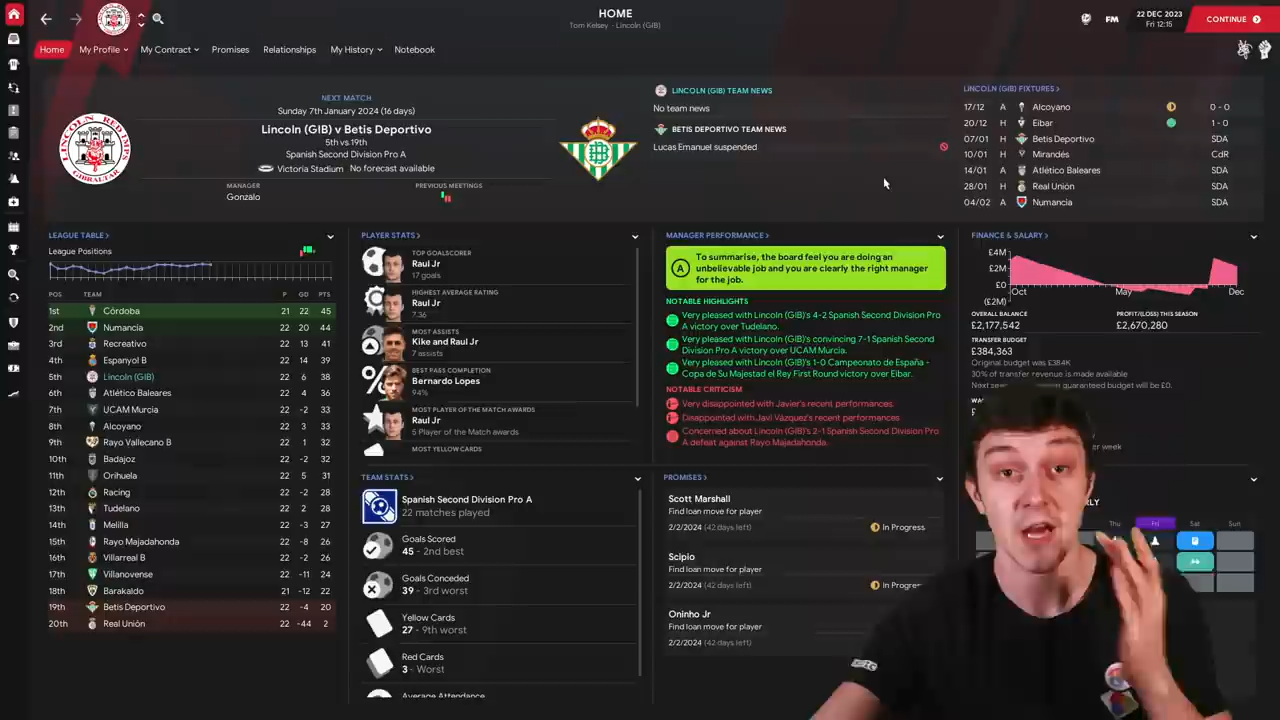 HOME
Tom Kelsey - Lincoln (GIB)
FM
22 DEC 2023
Fri 12:15
CONTINUE
Home
My Profile
My Contract
Promises
Relationships
My History
Notebook
NEXT MATCH
Sunday 7th January 2024 (16 days)
Lincoln (GIB) v Betis Deportivo
5th vs 19th
Spanish Second Division Pro A
Victoria Stadium No forecast available
MANAGER
Gonzalo
PREVIOUS MEETINGS
LINCOLN RED IMPS
GIBRALTAR
LINCOLN (GIB) TEAM NEWS
No team news
BETIS DEPORTIVO TEAM NEWS
Lucas Emanuel suspended
LINCOLN (GIB) FIXTURES >
17/12 A Alcoyano 0 - 0
20/12 H Eibar 1 - 0
07/01 H Betis Deportivo SDA
10/01 H Mirandés CdR
14/01 A Atlético Baleares SDA
28/01 H Real Unión SDA
04/02 A Numancia SDA
LEAGUE TABLE >
League Positions
POS TEAM P GD PTS
1st Córdoba 21 22 45
2nd Numancia 22 20 44
3rd Recreativo 22 13 41
4th Espanyol B 22 14 39
5th Lincoln (GIB) 22 6 37
6th Atlético Baleares 22 4 36
7th UCAM Murcia 22 -2 33
8th Alcoyano 22 3 33
9th Rayo Vallecano B 22 1 32
10th Badajoz 22 -2 32
11th Orihuela 22 5 31
12th Racing 22 -2 28
13th Tudelano 22 2 28
14th Melilla 22 -3 27
15th Rayo Majadahonda 22 -8 26
16th Villarreal B 22 -2 26
17th Villanovense 22 -11 24
18th Barakaldo 21 -12 22
19th Betis Deportivo 22 -4 20
20th Real Unión 22 -44 2
PLAYER STATS >
TOP GOALSCORER
Raul Jr
17 goals
HIGHEST AVERAGE RATING
Raul Jr
7.36
MOST ASSISTS
Kike and Raul Jr
7 assists
BEST PASS COMPLETION
Bernardo Lopes
94%
MOST PLAYER OF THE MATCH AWARDS
Raul Jr
5 Player of the Match awards
MOST YELLOW CARDS
TEAM STATS >
Spanish Second Division Pro A
22 matches played
Goals Scored
45 - 2nd best
Goals Conceded
39 - 3rd worst
Yellow Cards
27 - 9th worst
Red Cards
3 - Worst
Average Attendance
MANAGER PERFORMANCE >
A
To summarise, the board feel you are doing an
unbelievable job and you are clearly the right manager
for the job.
NOTABLE HIGHLIGHTS
Very pleased with Lincoln (GIB)'s 4-2 Spanish Second Division Pro
A victory over Tudelano.
Very pleased with Lincoln (GIB)'s convincing 7-1 Spanish Second
Division Pro A victory over UCAM Murcia.
Very pleased with Lincoln (GIB)'s 1-0 Campeonato de España -
Copa de Su Majestad el Rey First Round victory over Eibar.
NOTABLE CRITICISM
Very disappointed with Javier's recent performances.
Disappointed with Javi Vázquez's recent performances
Concerned about Lincoln (GIB)'s 2-1 Spanish Second Division Pro
A defeat against Rayo Majadahonda.
PROMISES >
Scott Marshall
Find loan move for player
2/2/2024 (42 days left) In Progress
Scipio
Find loan move for player
2/2/2024 (42 days left) In Progress
Oninho Jr
Find loan move for player
2/2/2024 (42 days left)
FINANCE & SALARY >
£4M
£2M
£0
(£2M)
Oct May Dec
OVERALL BALANCE
£2,177,542
PROFIT/(LOSS) THIS SEASON
£2,670,280
TRANSFER BUDGET
£384,363
Original budget was £384K
30% of transfer revenue is made available
guaranteed budget will be £0.
per week
Thu Fri Sat Sun